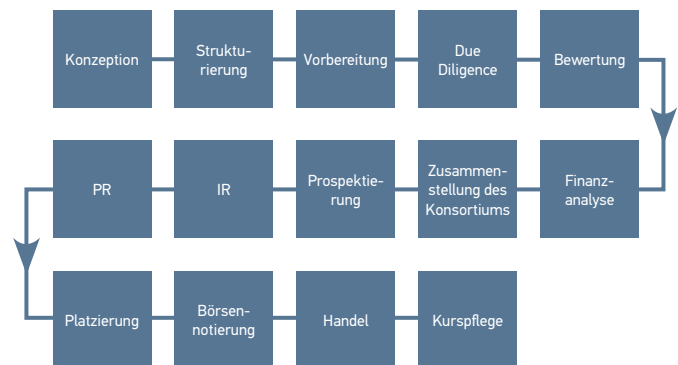 Konzeption
Struktu-
rierung
Vorbereitung
Due
Diligence
Bewertung
PR
IR
Prospektie-
rung
Zusammen-
stellung des
Konsortiums
Finanz-
analyse
Platzierung
Börsen-
notierung
Handel
Kurspflege